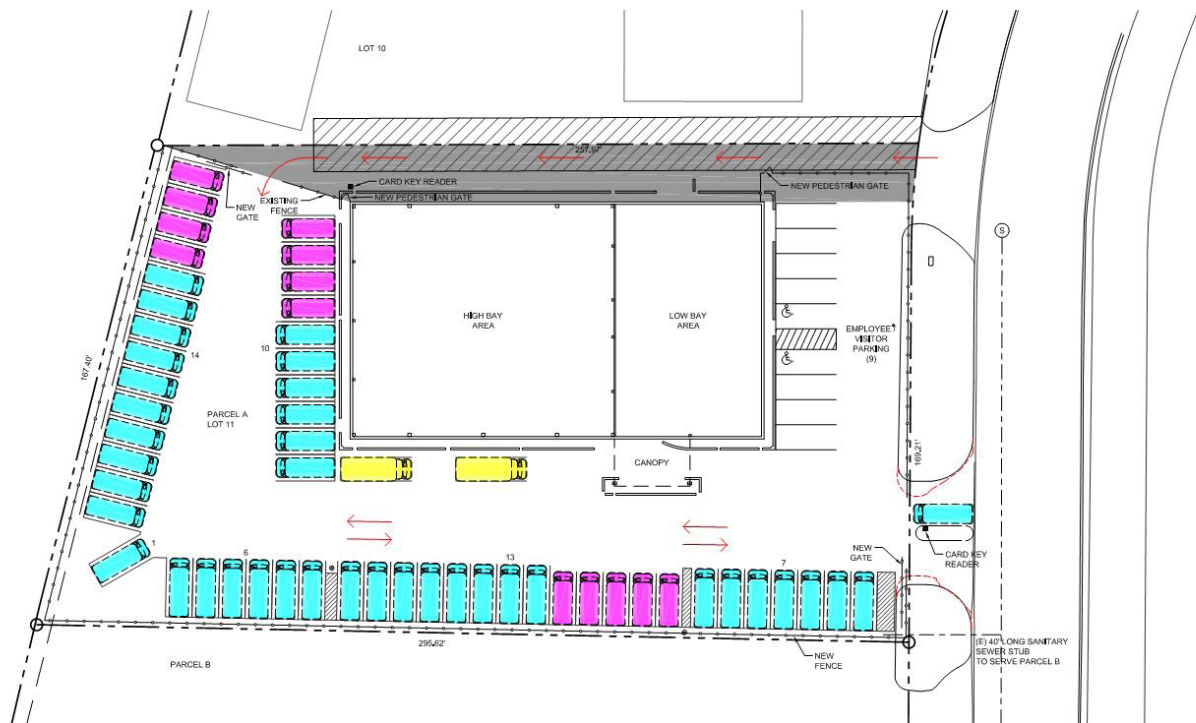 LOT 10
257.97'
CARD KEY READER
NEW PEDESTRIAN GATE
NEW PEDESTRIAN GATE
EXISTING
FENCE
NEW
GATE
S
HIGH BAY
AREA
LOW BAY
AREA
EMPLOYEE
VISITOR
PARKING
(9)
14
10
167.40'
PARCEL A
LOT 11
169.21'
CANOPY
1
6
13
7
NEW
GATE
CARD KEY
READER
295.62'
PARCEL B
NEW
FENCE
(E) 40' LONG SANITARY
SEWER STUB
TO SERVE PARCEL B